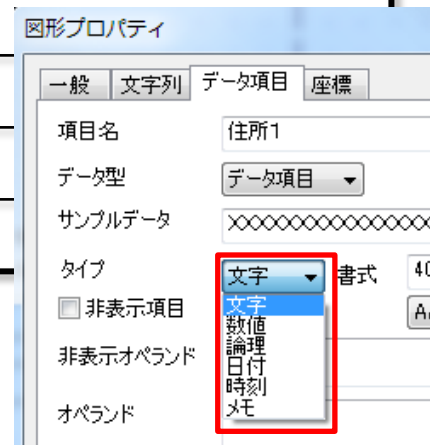 図形プロパティ
一般 文字列 データ項目 座標
項目名 住所1
データ型 データ項目
サンプルデータ
タイプ 文字 書式 40
非表示項目 文字
数値
論理
非表示オペランド 日付
時刻
オペランド メモ